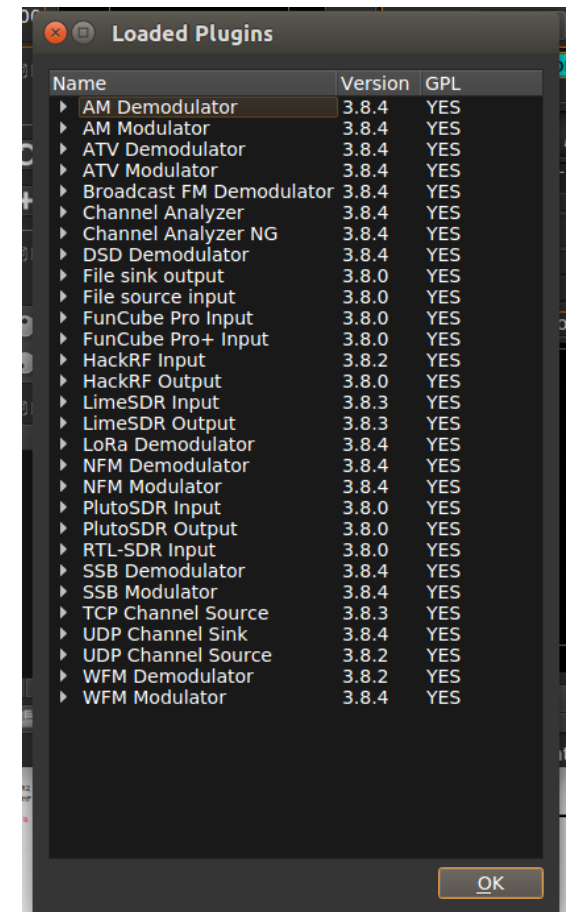 Loaded Plugins
Name Version GPL
AM Demodulator 3.8.4 YES
AM Modulator 3.8.4 YES
ATV Demodulator 3.8.4 YES
ATV Modulator 3.8.4 YES
Broadcast FM Demodulator 3.8.4 YES
Channel Analyzer 3.8.4 YES
Channel Analyzer NG 3.8.4 YES
DSD Demodulator 3.8.4 YES
File sink output 3.8.0 YES
File source input 3.8.0 YES
FunCube Pro Input 3.8.0 YES
FunCube Pro+ Input 3.8.0 YES
HackRF Input 3.8.2 YES
HackRF Output 3.8.0 YES
LimeSDR Input 3.8.3 YES
LimeSDR Output 3.8.3 YES
LoRa Demodulator 3.8.4 YES
NFM Demodulator 3.8.4 YES
NFM Modulator 3.8.4 YES
PlutoSDR Input 3.8.0 YES
PlutoSDR Output 3.8.0 YES
RTL-SDR Input 3.8.0 YES
SSB Demodulator 3.8.4 YES
SSB Modulator 3.8.4 YES
TCP Channel Source 3.8.3 YES
UDP Channel Sink 3.8.4 YES
UDP Channel Source 3.8.2 YES
WFM Demodulator 3.8.2 YES
WFM Modulator 3.8.4 YES
OK